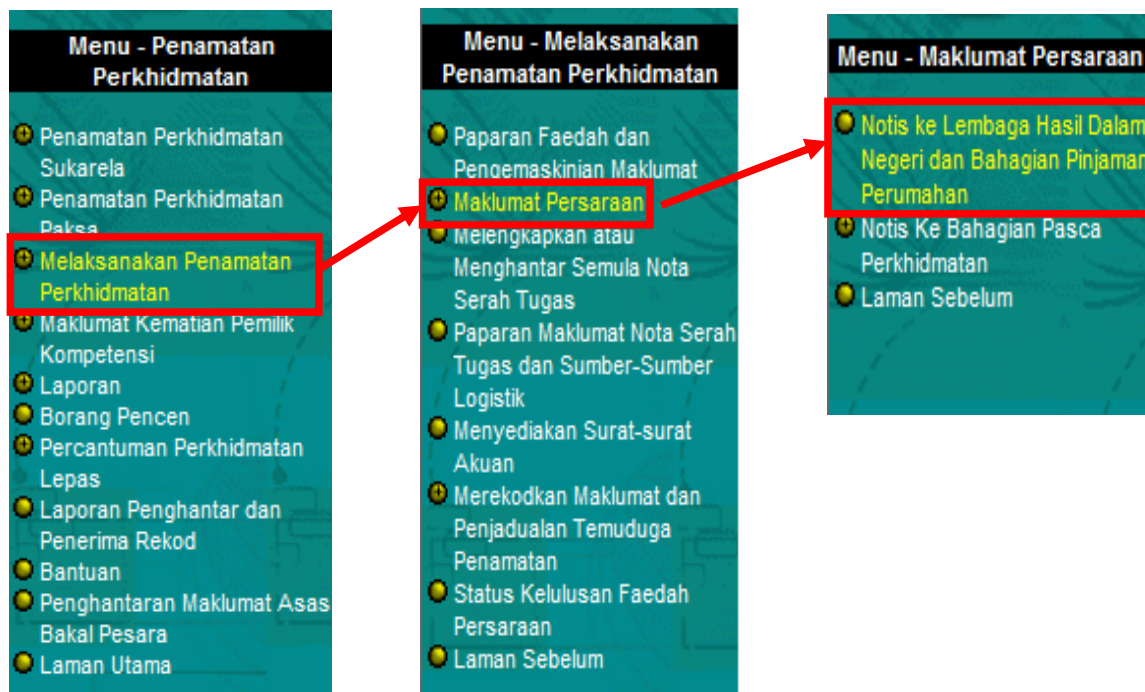 Menu - Penamatan
Perkhidmatan
Penamatan Perkhidmatan
Sukarela
Penamatan Perkhidmatan
Paksa
Melaksanakan Penamatan
Perkhidmatan
Maklumat Kematian Pemilik
Kompetensi
Laporan
Borang Pencen
Percantuman Perkhidmatan
Lepas
Laporan Penghantar dan
Penerima Rekod
Bantuan
Penghantaran Maklumat Asas
Bakal Pesara
Laman Utama
Menu - Melaksanakan
Penamatan Perkhidmatan
Paparan Faedah dan
Pengemaskinian Maklumat
Maklumat Persaraan
Melengkapkan atau
Menghantar Semula Nota
Serah Tugas
Paparan Maklumat Nota Serah
Tugas dan Sumber-Sumber
Logistik
Menyediakan Surat-surat
Akuan
Merekodkan Maklumat dan
Penjadualan Temuduga
Penamatan
Status Kelulusan Faedah
Persaraan
Laman Sebelum
Menu - Maklumat Persaraan
Notis ke Lembaga Hasil Dalam
Negeri dan Bahagian Pinjaman
Perumahan
Notis Ke Bahagian Pasca
Perkhidmatan
Laman Sebelum